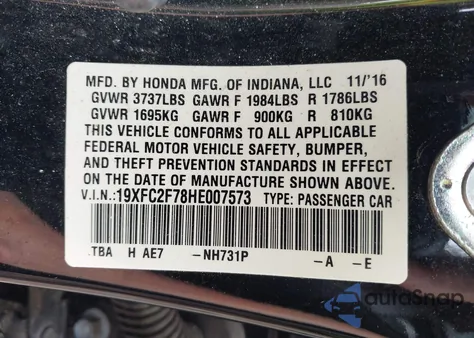 MFD. BY HONDA MFG. OF INDIANA, LLC 11/'16
GVWR 3737LBS GAWR F 1984LBS R 1786LBS
GVWR 1695KG GAWR F 900KG R 810KG
THIS VEHICLE CONFORMS TO ALL APPLICABLE
FEDERAL MOTOR VEHICLE SAFETY, BUMPER,
AND THEFT PREVENTION STANDARDS IN EFFECT
ON THE DATE OF MANUFACTURE SHOWN ABOVE.
V.I.N.:19XFC2F78HE007573 TYPE: PASSENGER CAR
TBA H AE7 -NH731P -A -E
autoSnap